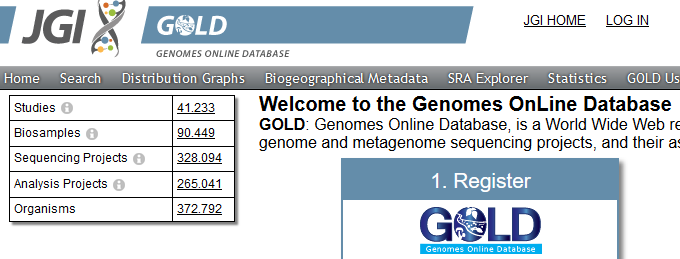 JGI GOLD JGI HOME LOG IN
GENOMES ONLINE DATABASE
Home Search Distribution Graphs Biogeographical Metadata SRA Explorer Statistics GOLD Us
Studies 41.233
Biosamples 90.449
Sequencing Projects 328.094
Analysis Projects 265.041
Organisms 372.792
Welcome to the Genomes OnLine Database
GOLD: Genomes Online Database, is a World Wide Web re
genome and metagenome sequencing projects, and their as
1. Register
GOLD
Genomes Online Database